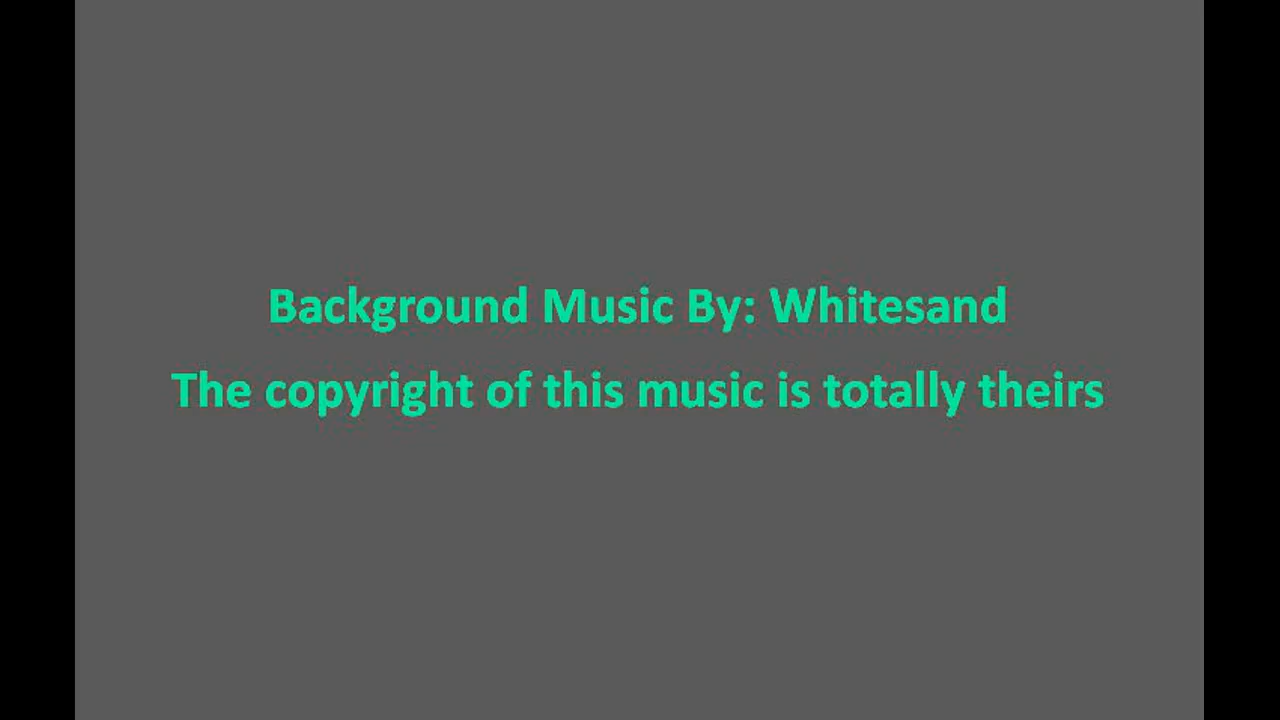 Background Music By: Whitesand
The copyright of this music is totally theirs